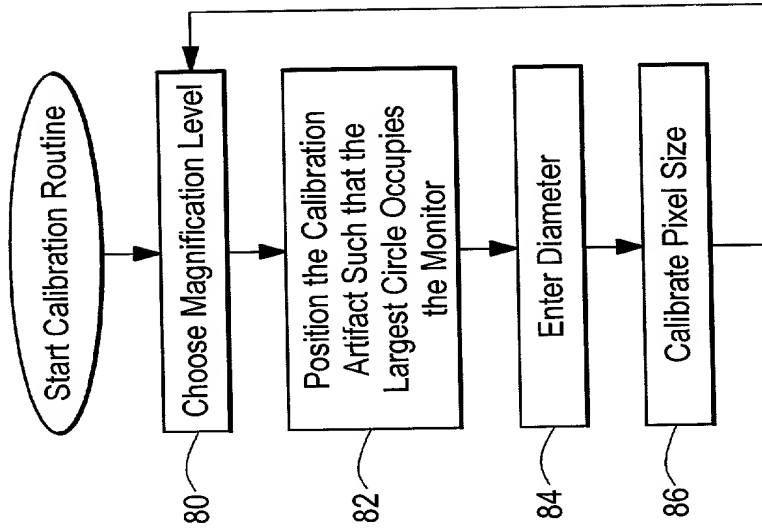 Start Calibration Routine
80
Choose Magnification Level
82
Position the Calibration
Artifact Such that the
Largest Circle Occupies
the Monitor
84
Enter Diameter
86
Calibrate Pixel Size